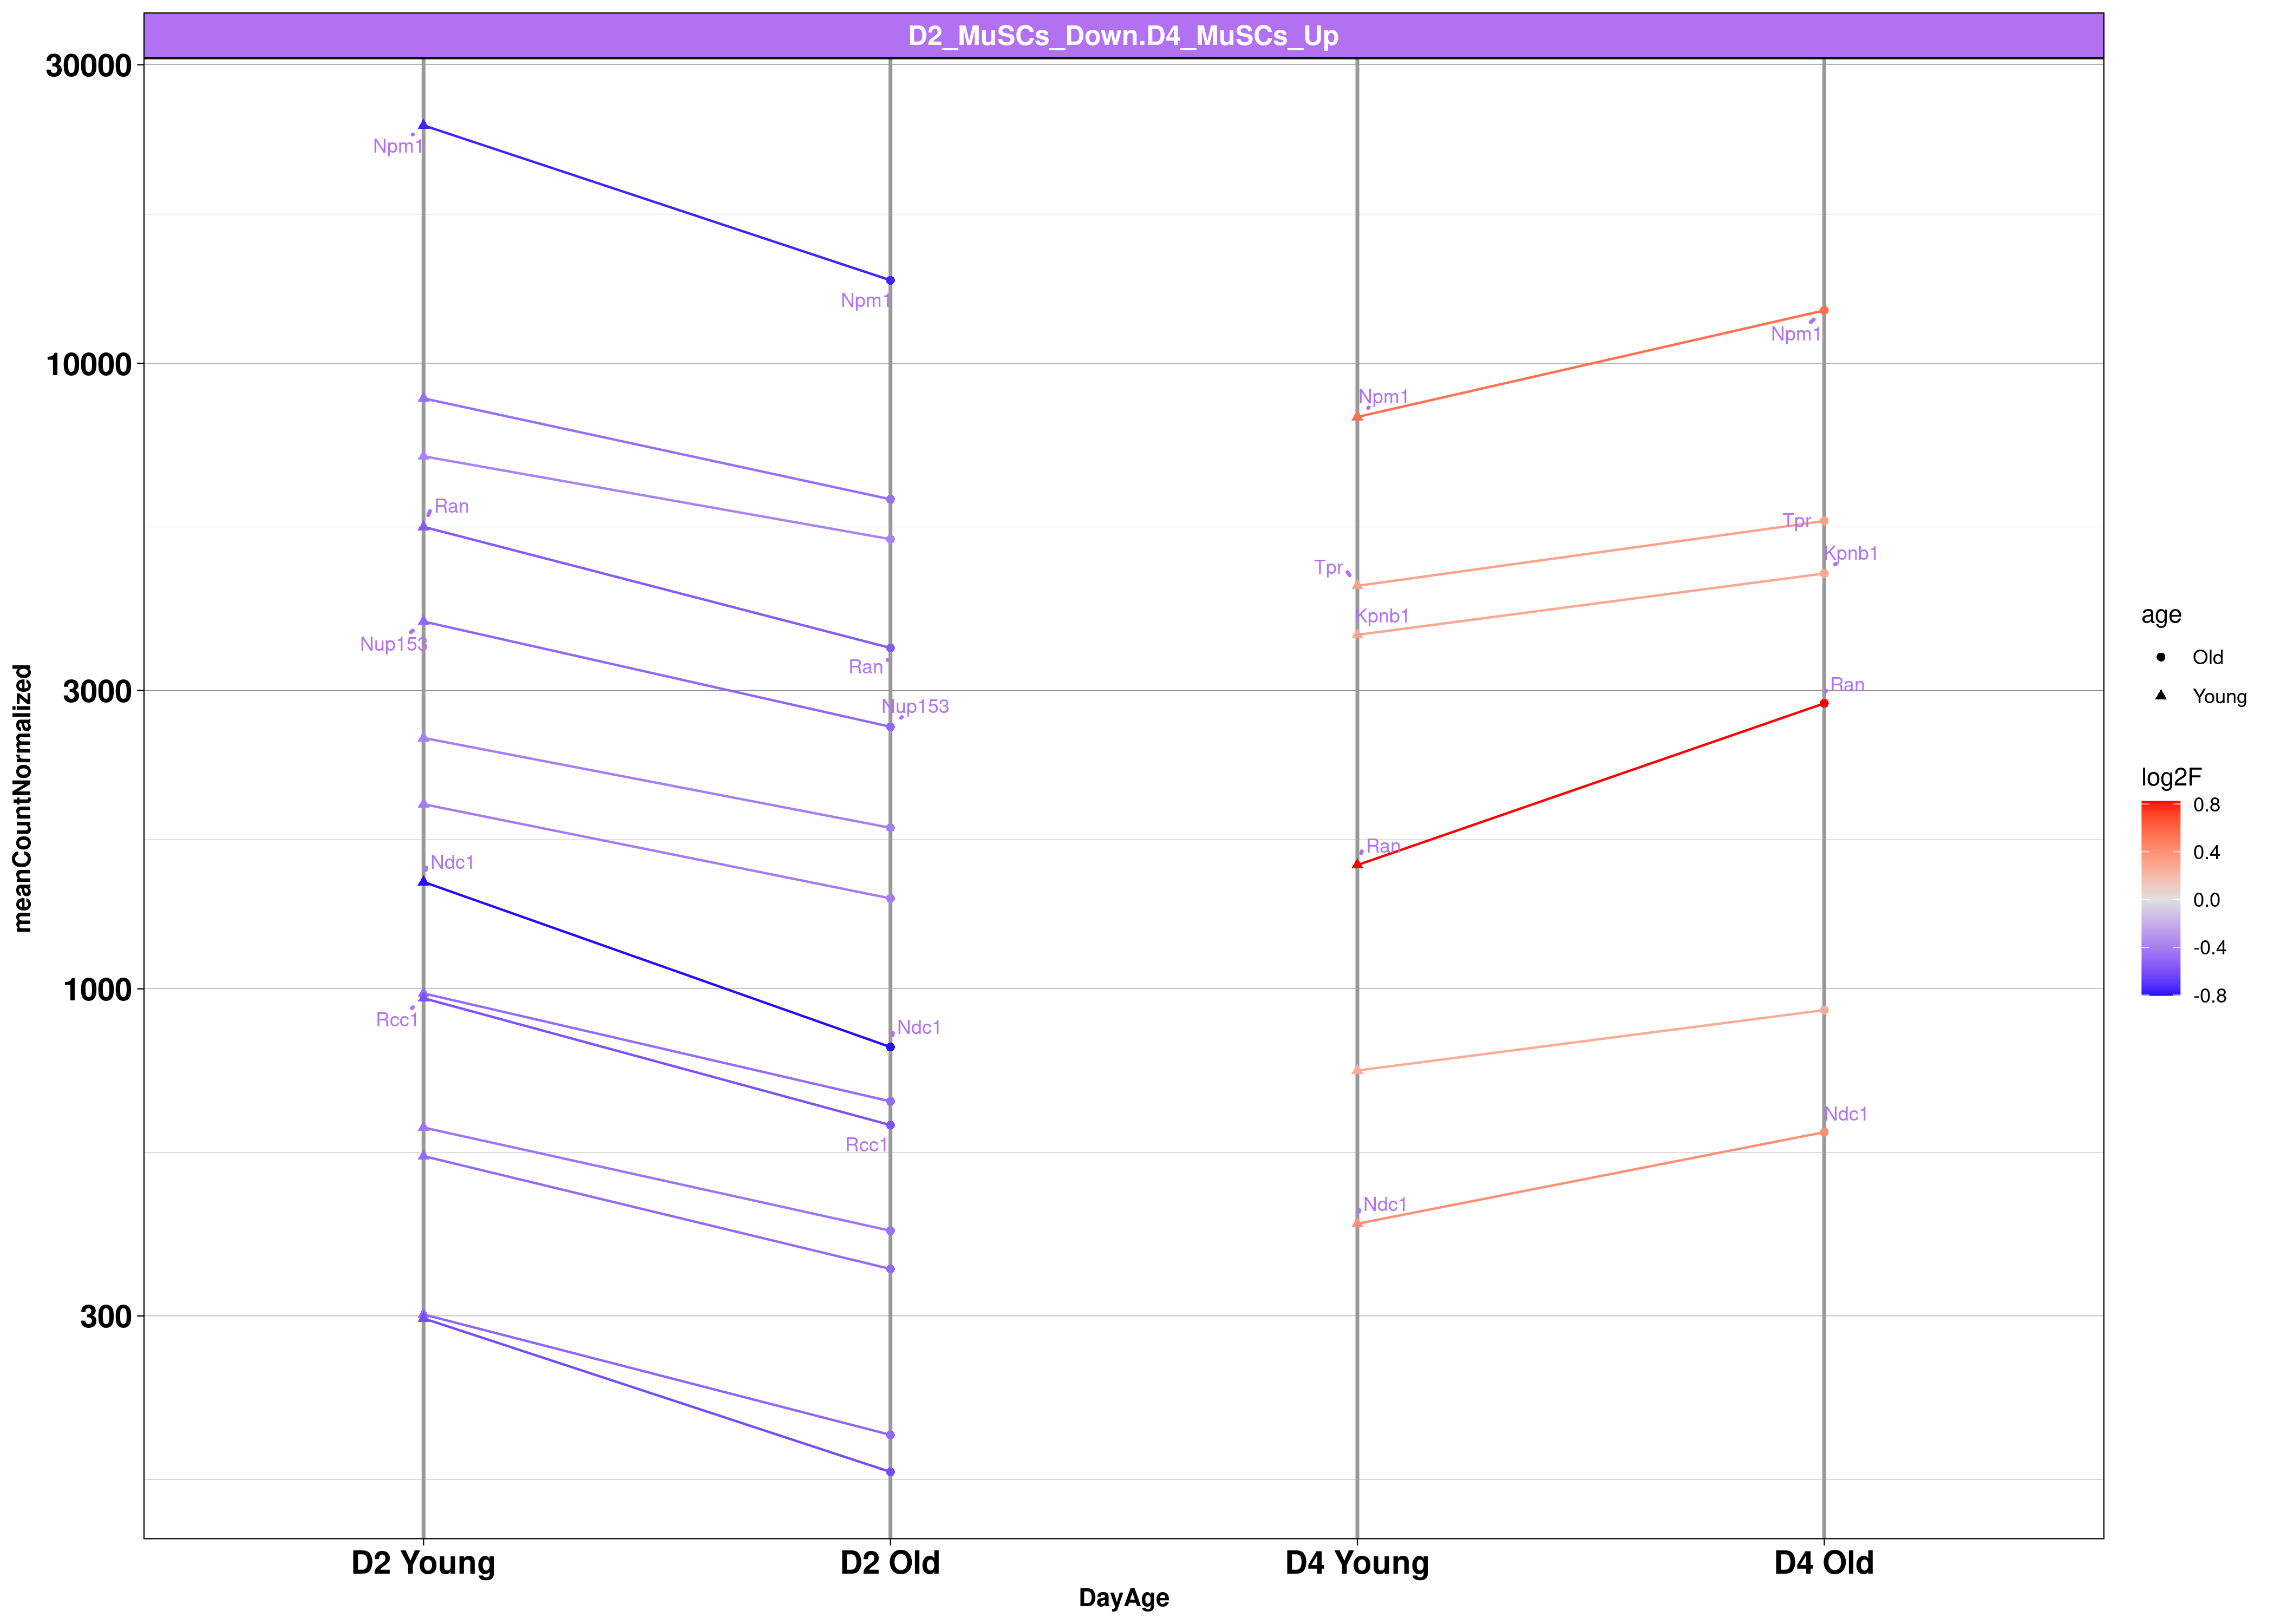 D2_MuSCs_Down.D4_MuSCs_Up
30000
10000
3000
1000
300
meanCountNormalized
Npm1
Npm1
Npm1
Npm1
Ran
Tpr
Tpr
Kpnb1
Kpnb1
Nup153
Ran
Nup153
Ran
Ran
Ndc1
Ndc1
Rcc1
Rcc1
Ndc1
Ndc1
D2 Young
D2 Old
D4 Young
D4 Old
DayAge
age
Old
Young
log2F
0.8
0.4
0.0
-0.4
-0.8